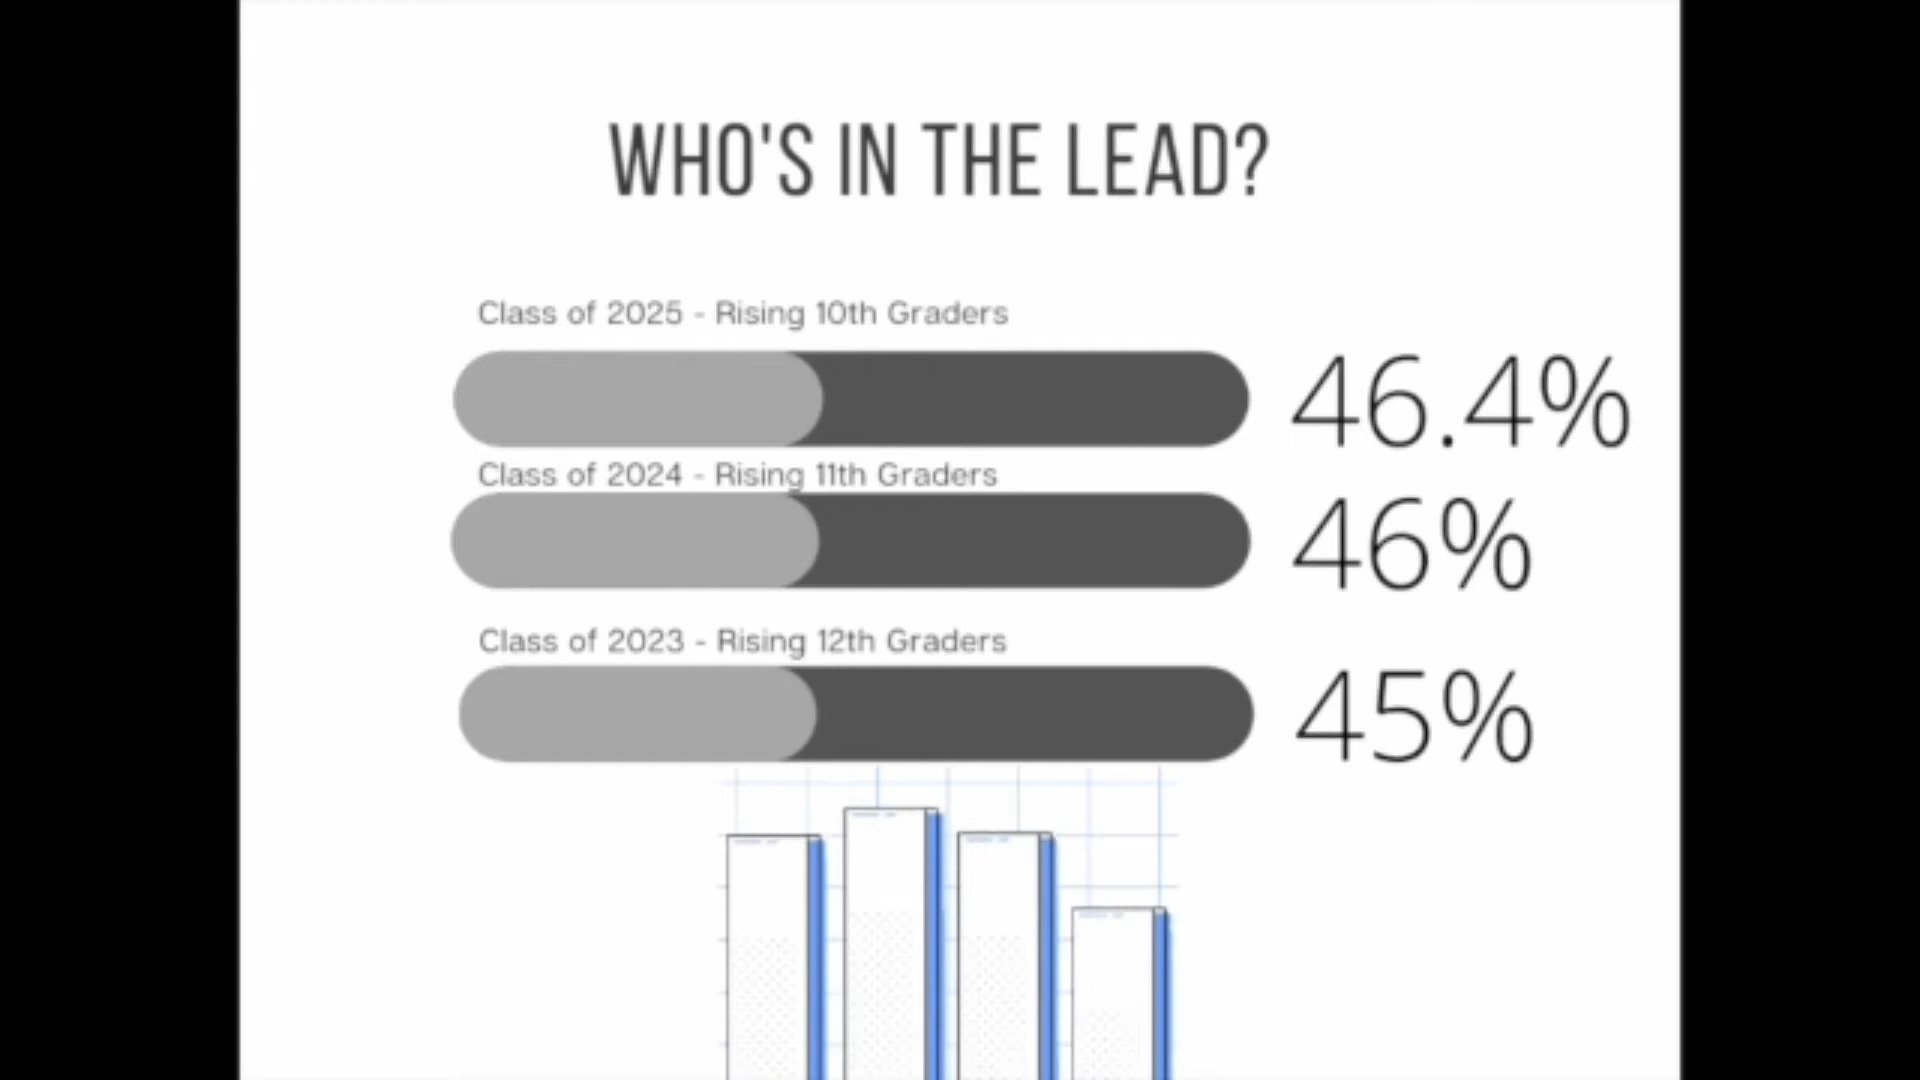 WHO'S IN THE LEAD?
Class of 2025 - Rising 10th Graders
46.4%
Class of 2024 - Rising 11th Graders
46%
Class of 2023 - Rising 12th Graders
45%